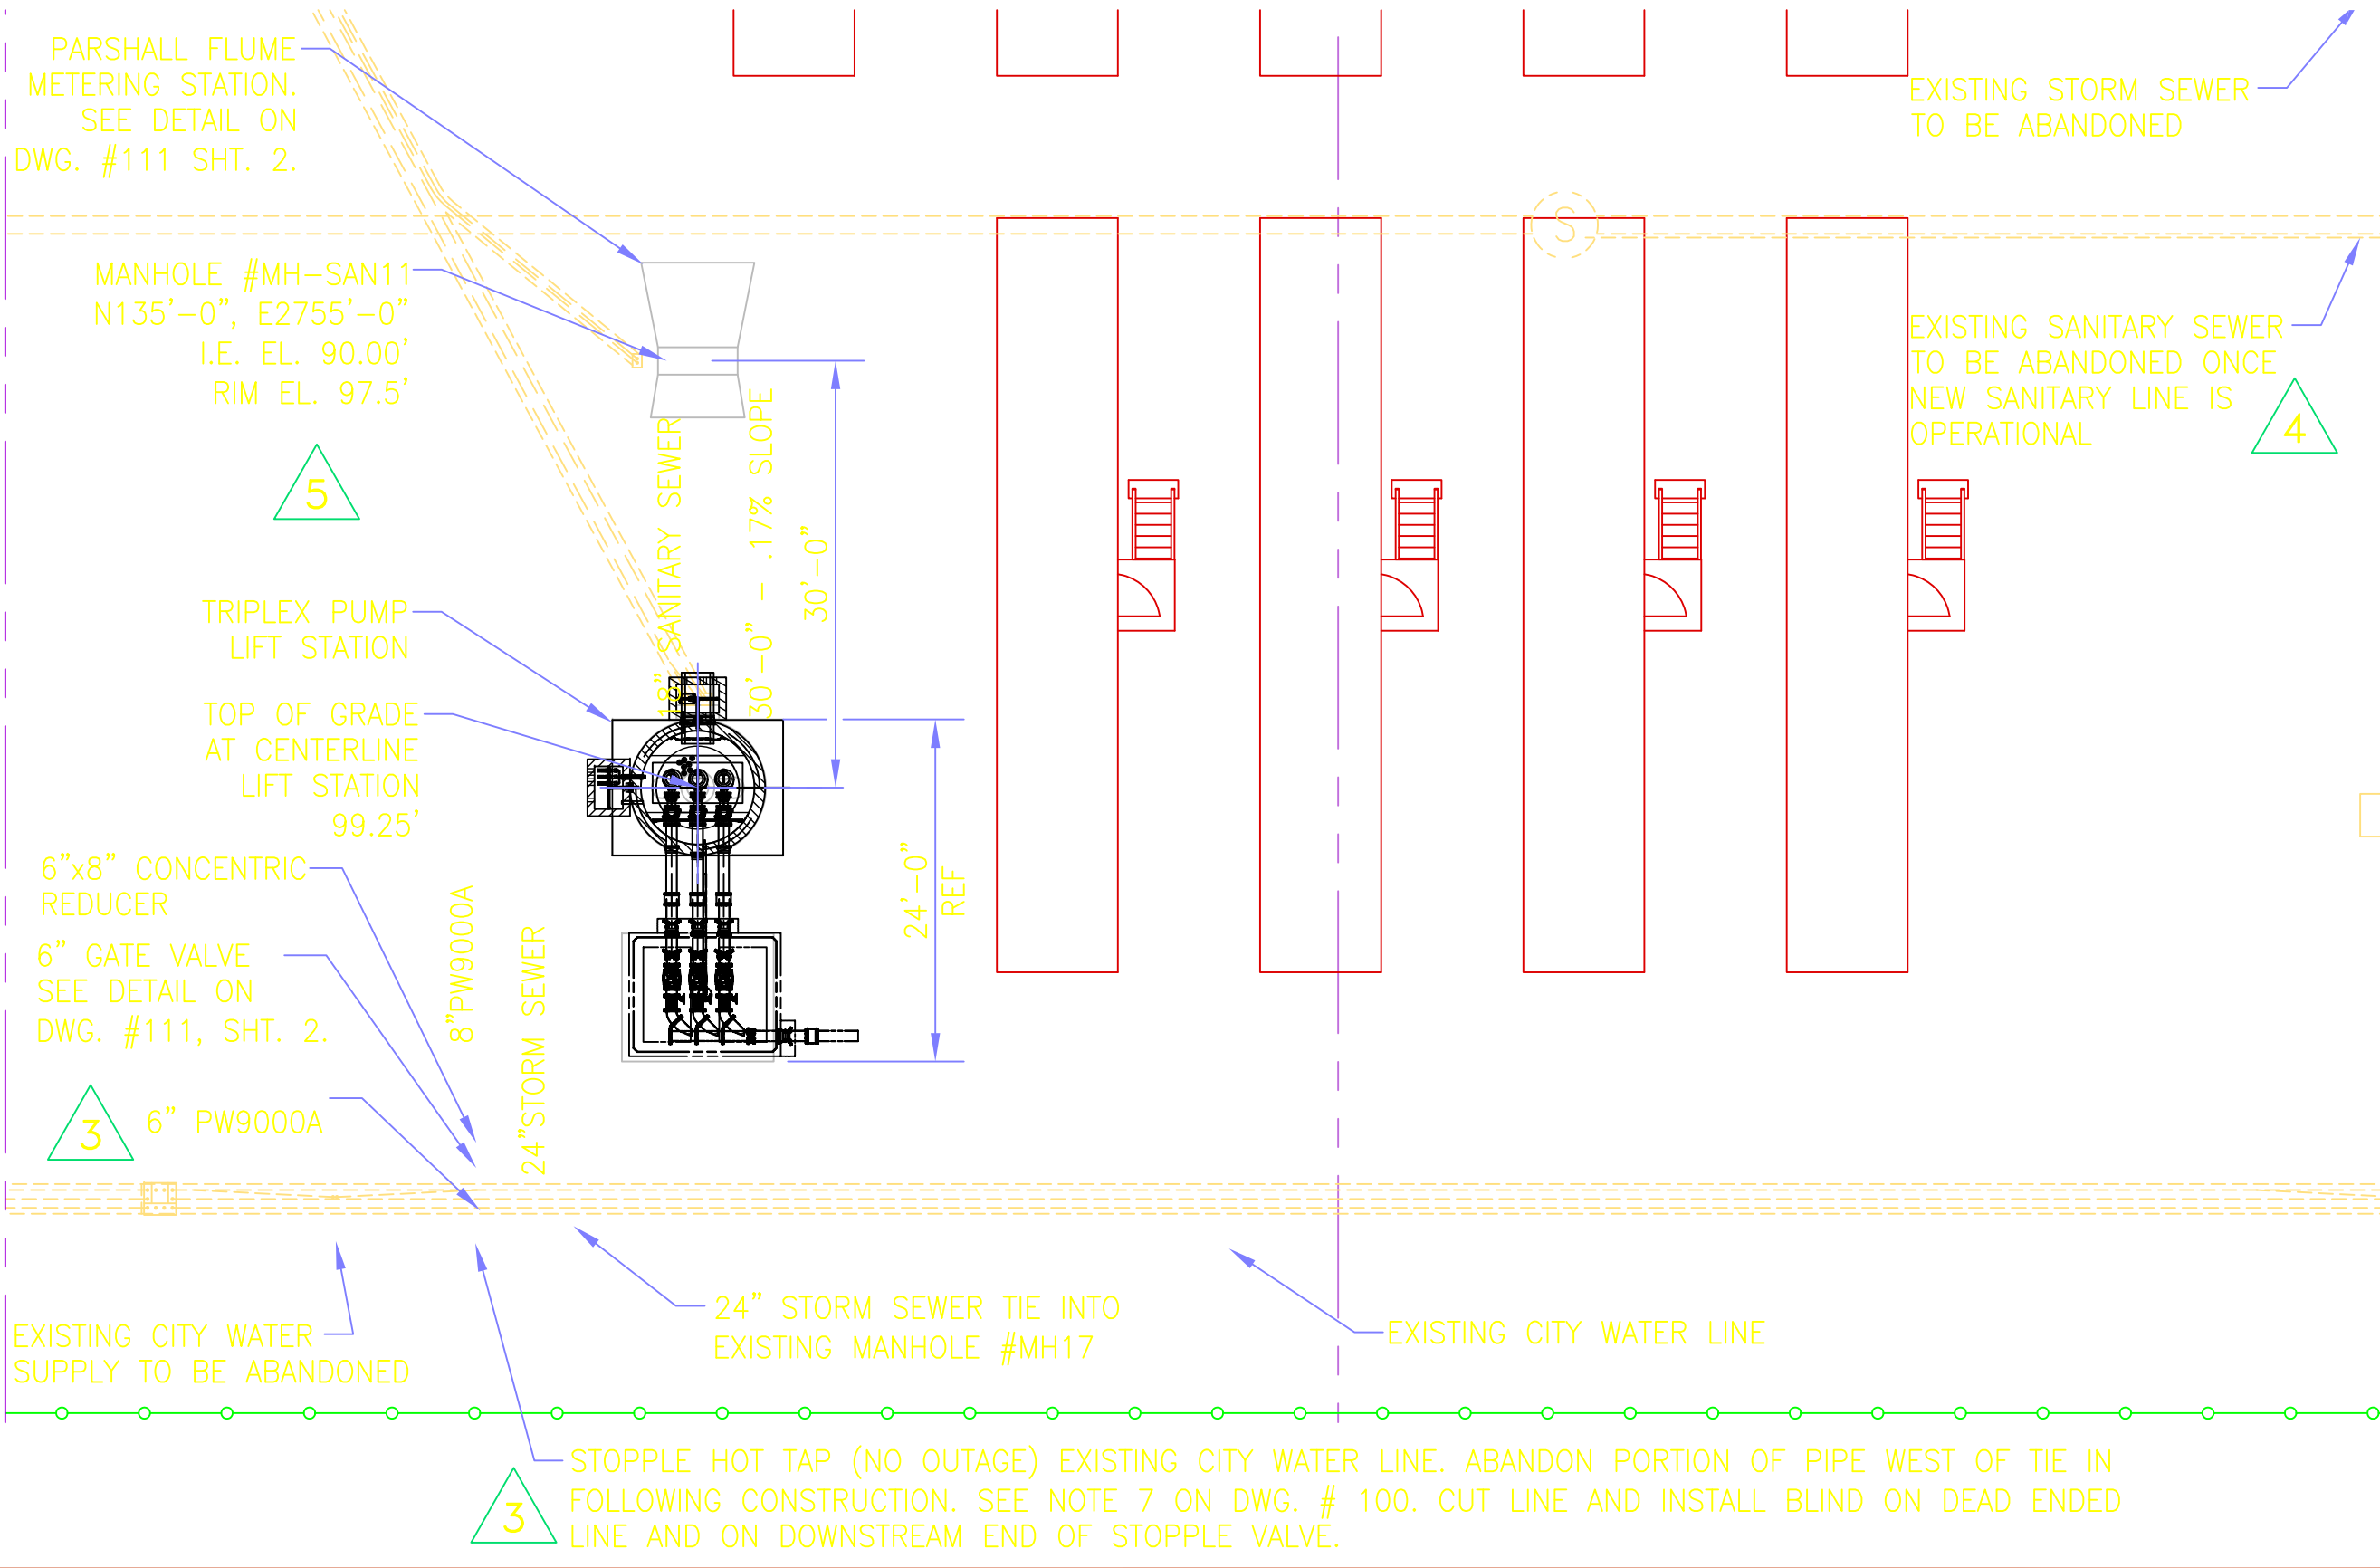 PARSHALL FLUME
METERING STATION.
SEE DETAIL ON
DWG. #111 SHT. 2.
EXISTING STORM SEWER
TO BE ABANDONED
S
MANHOLE #MH-SAN11
N135'-0", E2755'-0"
I.E. EL. 90.00'
RIM EL. 97.5'
EXISTING SANITARY SEWER
TO BE ABANDONED ONCE
NEW SANITARY LINE IS
OPERATIONAL
4
5
18" SANITARY SEWER
30'-0" - .17% SLOPE
30'-0"
TRIPLEX PUMP
LIFT STATION
TOP OF GRADE
AT CENTERLINE
LIFT STATION
99.25'
6"x8" CONCENTRIC
REDUCER
6" GATE VALVE
SEE DETAIL ON
DWG. #111, SHT. 2.
8"PW9000A
24"STORM SEWER
24'-0"
REF
3
6" PW9000A
24" STORM SEWER TIE INTO
EXISTING MANHOLE #MH17
EXISTING CITY WATER LINE
EXISTING CITY WATER
SUPPLY TO BE ABANDONED
3
STOPPLE HOT TAP (NO OUTAGE) EXISTING CITY WATER LINE. ABANDON PORTION OF PIPE WEST OF TIE IN
FOLLOWING CONSTRUCTION. SEE NOTE 7 ON DWG. # 100. CUT LINE AND INSTALL BLIND ON DEAD END
LINE AND ON DOWNSTREAM END OF STOPPLE VALVE.